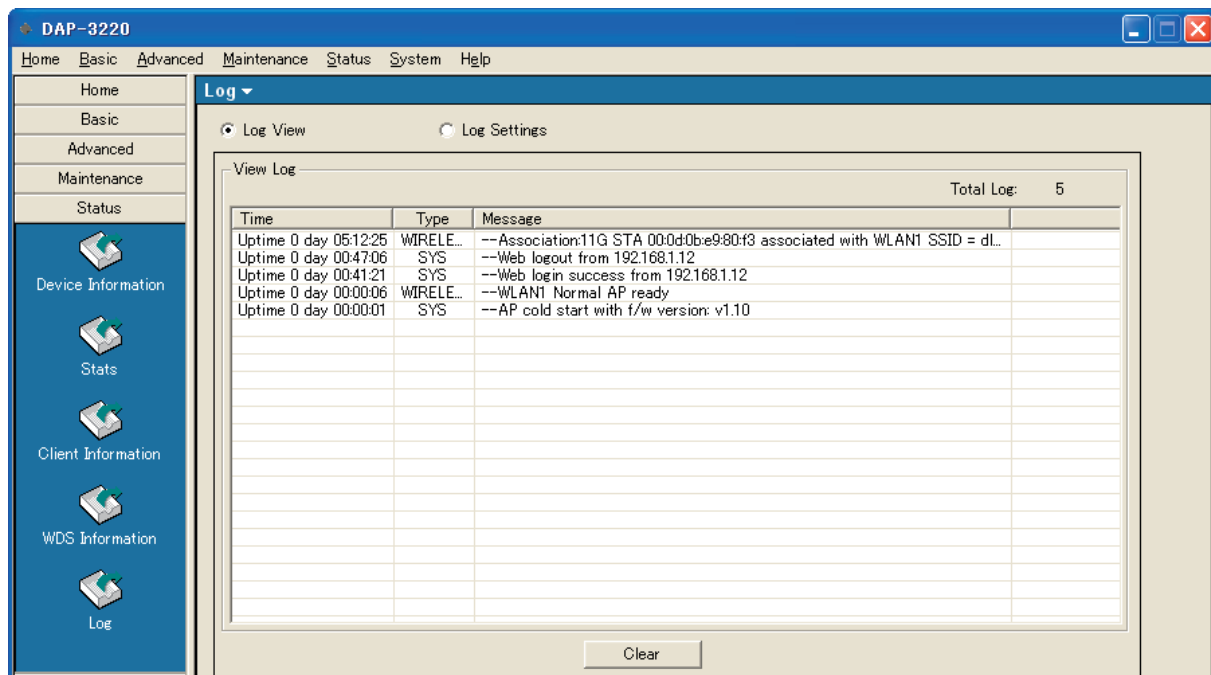 DAP-3220
Home Basic Advanced Maintenance Status System Help
Home
Basic
Advanced
Maintenance
Status
Device Information
Stats
Client Information
WDS Information
Log
Log
Log View Log Settings
View Log
Total Log: 5
Time Type Message
Uptime 0 day 05:12:25 WIRELE... --Association:11G STA 00:0d:0b:e9:80:f3 associated with WLAN1 SSID = dl...
Uptime 0 day 00:47:06 SYS --Web logout from 192.168.1.12
Uptime 0 day 00:41:21 SYS --Web login success from 192.168.1.12
Uptime 0 day 00:00:06 WIRELE... --WLAN1 Normal AP ready
Uptime 0 day 00:00:01 SYS --AP cold start with f/w version: v1.10
Clear